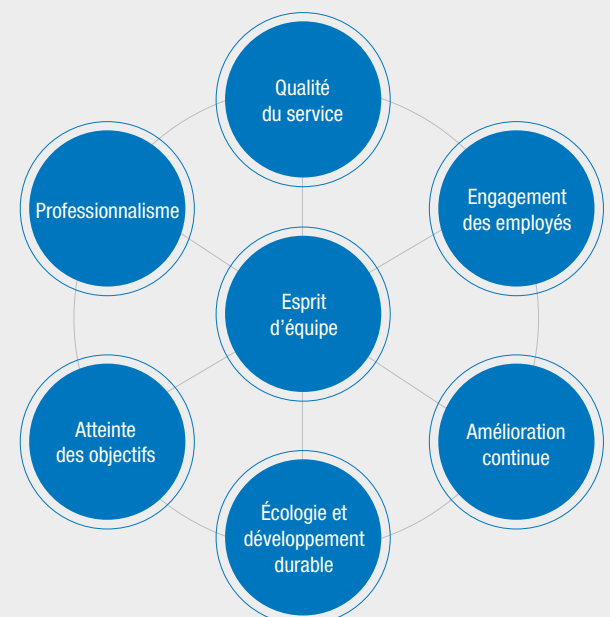 Qualité
du service
Professionnalisme
Engagement
des employés
Esprit
d’équipe
Atteinte
des objectifs
Amélioration
continue
Écologie et
développement
durable